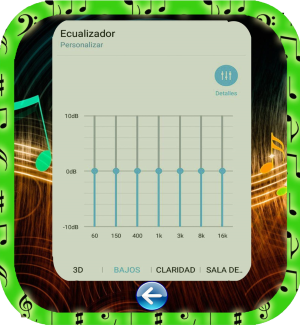 Ecualizador
Personalizar
Detalles
10dB
0dB
-10dB
60 150 400 1k 3k 8k 16k
3D BAJOS CLARIDAD SALA DE..